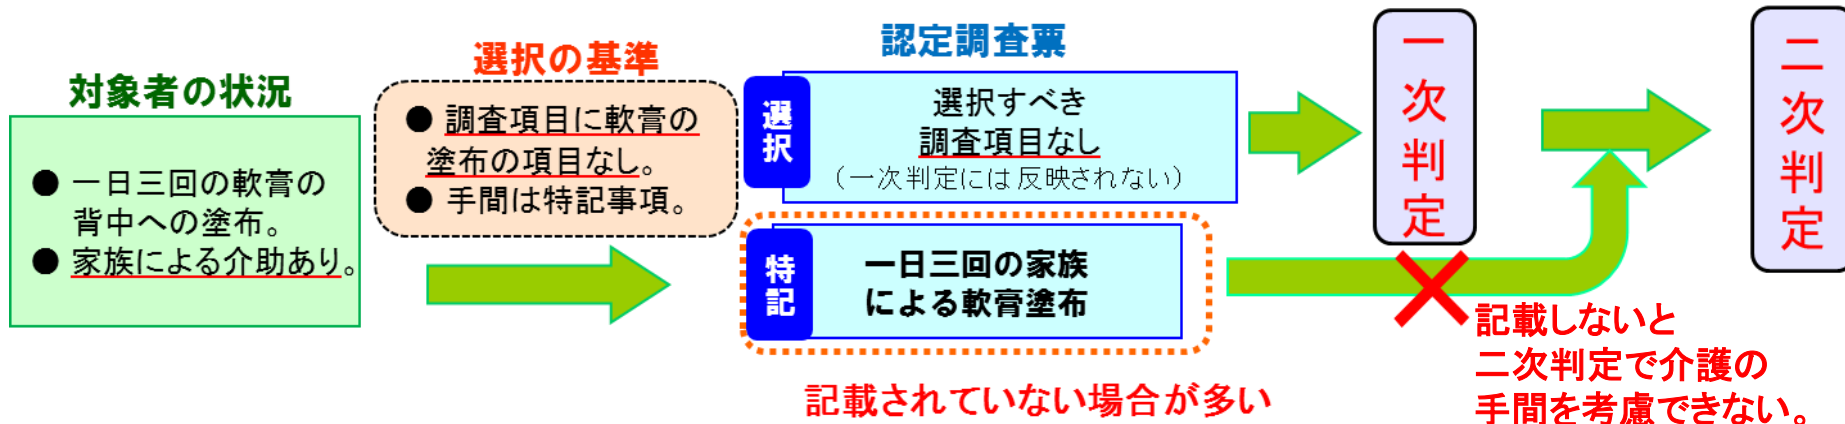 対象者の状況
● 一日三回の軟膏の
背中への塗布。
● 家族による介助あり。
選択の基準
● 調査項目に軟膏の
塗布の項目なし。
● 手間は特記事項。
認定調査票
選択
選択すべき
調査項目なし
（一次判定には反映されない）
特記
一日三回の家族
による軟膏塗布
記載されていない場合が多い
一次判定
二次判定
記載しないと
二次判定で介護の
手間を考慮できない。